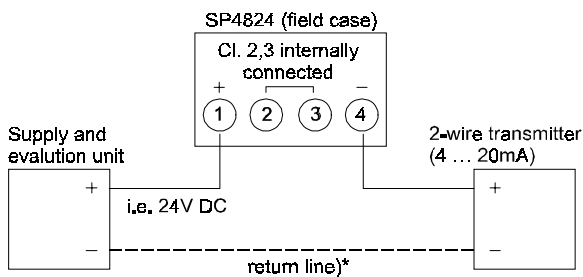 SP4824 (field case)
Cl. 2,3 internally
connected
+ –
1 2 3 4
Supply and
evalution unit
2-wire transmitter
(4 ... 20mA)
+ +
i.e. 24V DC
– –
return line)*